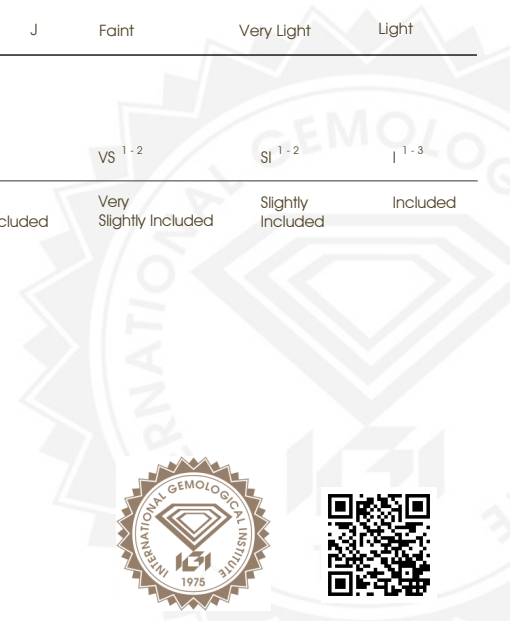 J Faint Very Light Light
VS 1 - 2 SI 1 - 2 I 1 - 3
Very Slightly Included
cluded Slightly Included Included
INTERNATIONAL GEMOLOGICAL INSTITUTE
IGI
1975